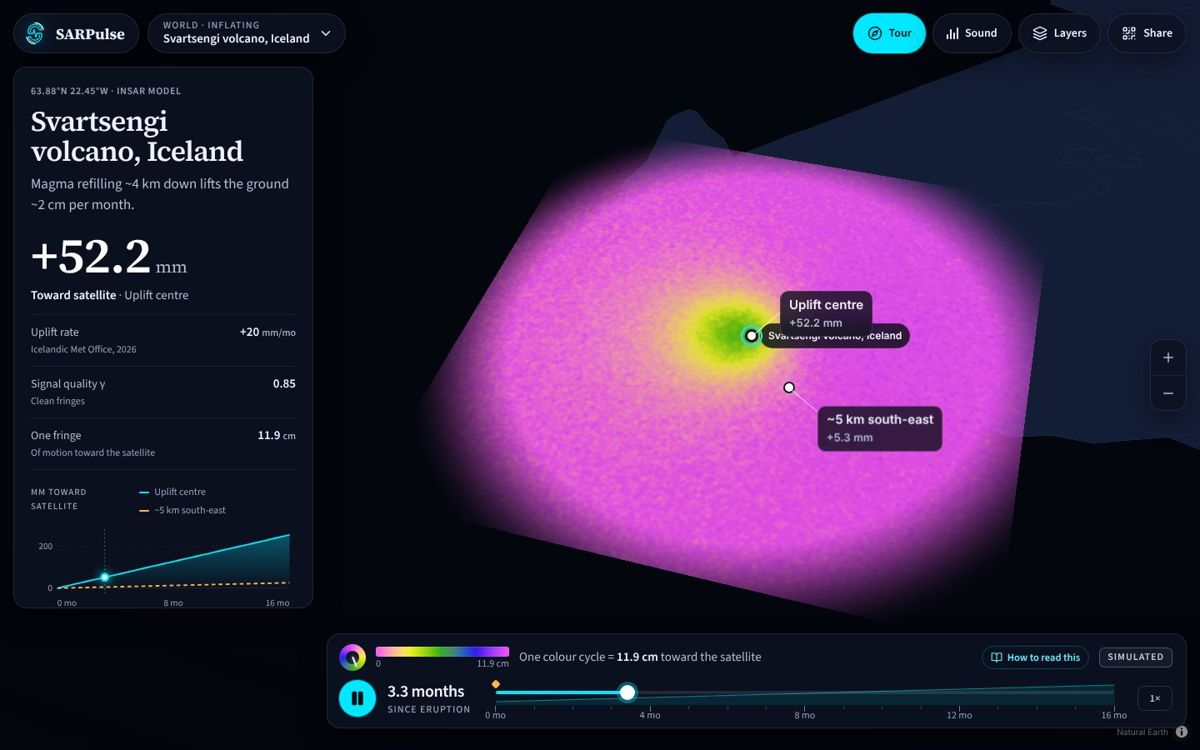 SARPulse
WORLD · INFLATING
Svartsengi volcano, Iceland
Tour
Sound
Layers
Share
63.88°N 22.45°W · INSAR MODEL
Svartsengi
volcano, Iceland
Magma refilling ~4 km down lifts the ground
~2 cm per month.
+52.2 mm
Toward satellite · Uplift centre
Uplift rate
+20 mm/mo
Icelandic Met Office, 2026
Signal quality γ
0.85
Clean fringes
One fringe
11.9 cm
Of motion toward the satellite
MM TOWARD
SATELLITE
Uplift centre
~5 km south-east
200
0
0 mo
8 mo
16 mo
Uplift centre
+52.2 mm
Svartsengi volcano, Iceland
~5 km south-east
+5.3 mm
+
−
0
11.9 cm
One colour cycle = 11.9 cm toward the satellite
How to read this
SIMULATED
3.3 months
SINCE ERUPTION
0 mo
4 mo
8 mo
12 mo
16 mo
1×
Natural Earth
i